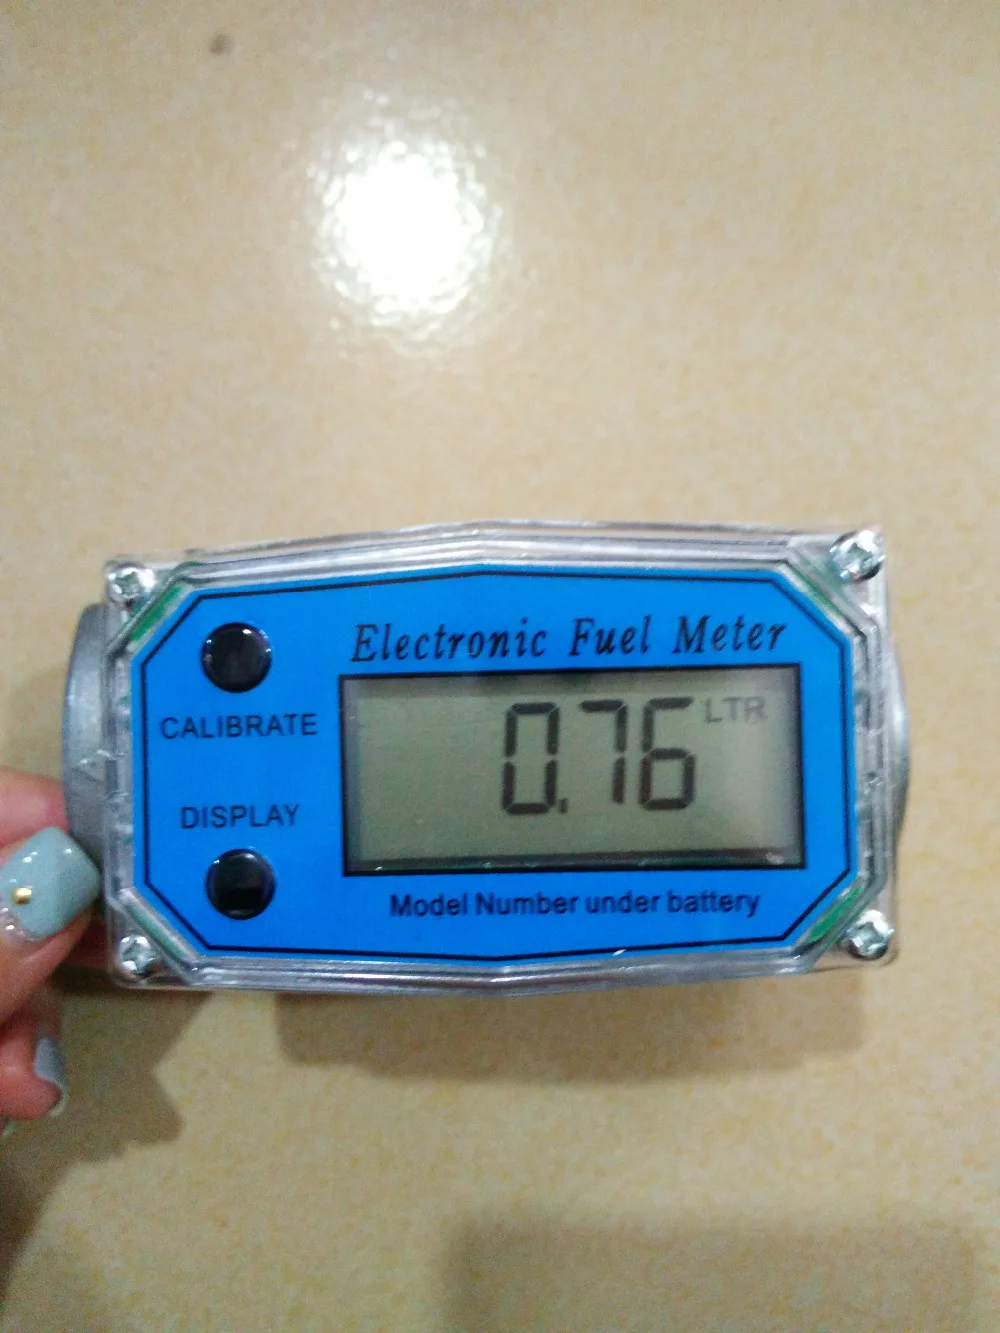 Electronic Fuel Meter
0.76 LTR
CALIBRATE
DISPLAY
Model Number under battery